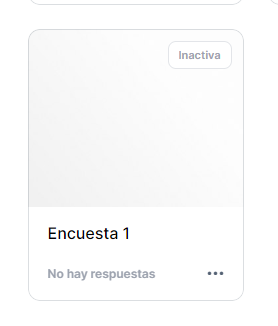 Inactiva
Encuesta 1
No hay respuestas